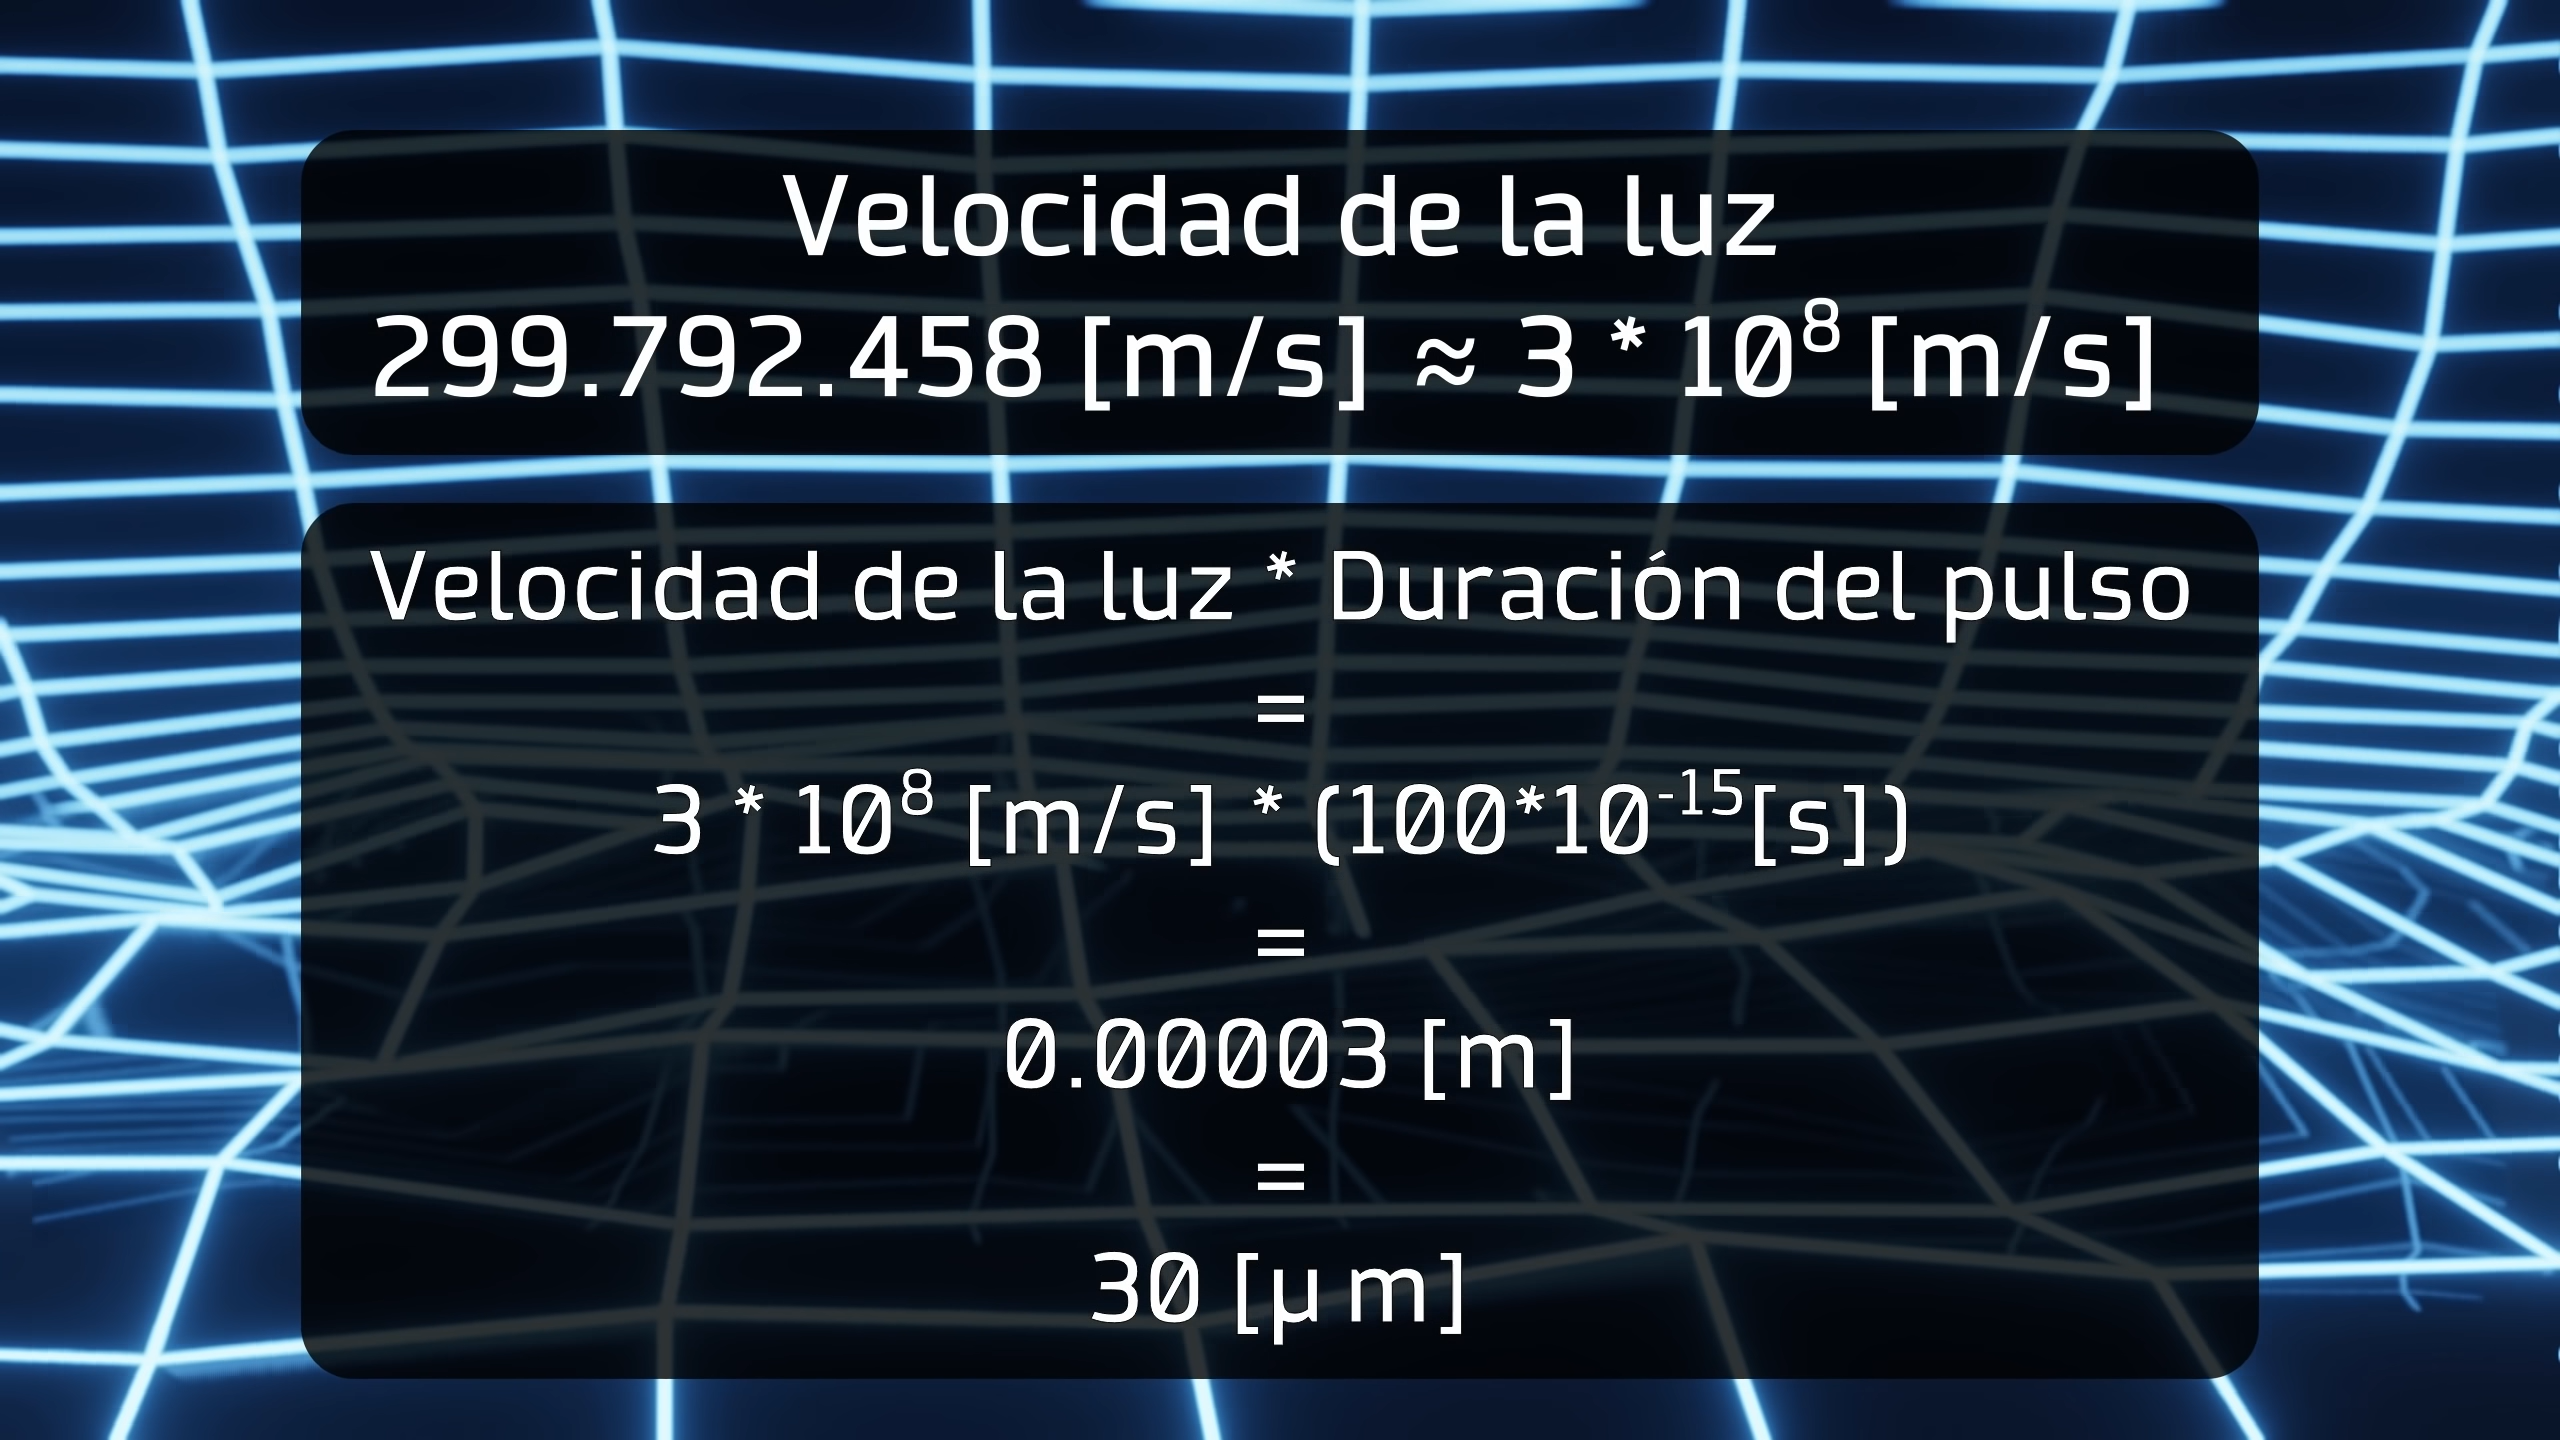 Velocidad de la luz
299.792.458 [m/s] ≈ 3 * 10⁸ [m/s]
Velocidad de la luz * Duración del pulso
=
3 * 10⁸ [m/s] * (100*10⁻¹⁵[s])
=
0.00003 [m]
=
30 [µ m]